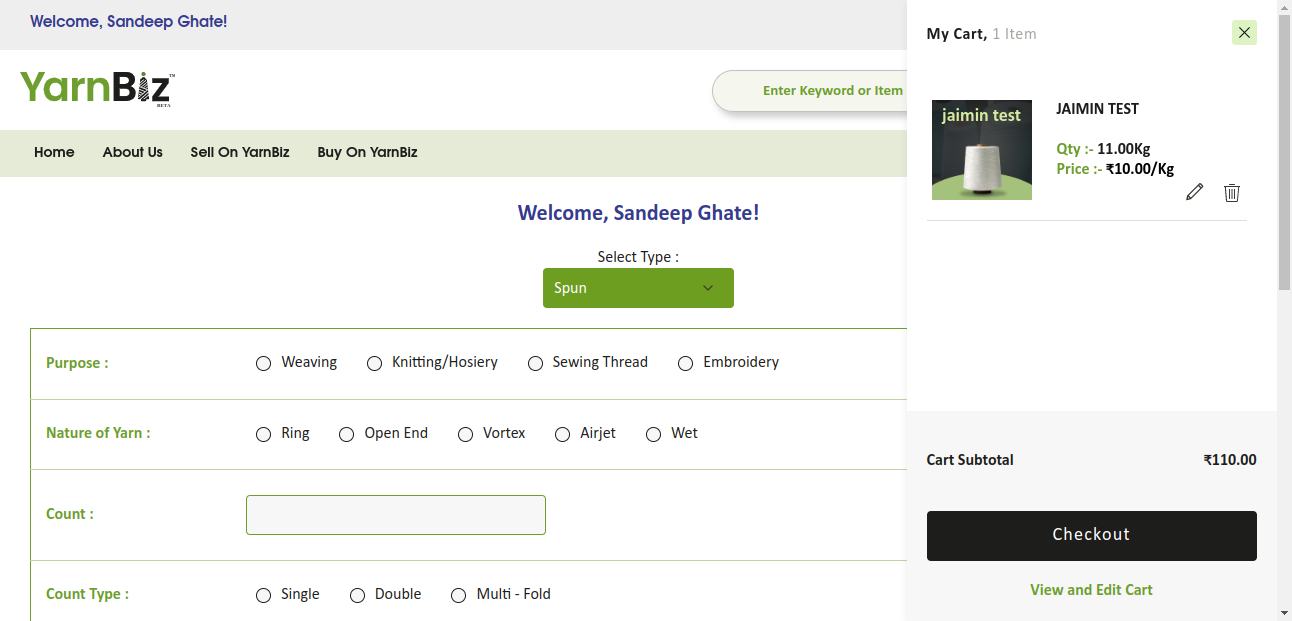 Welcome, Sandeep Ghate!
My Cart, 1 Item
YarnBiz™
BETA
Enter Keyword or Item
Home About Us Sell On YarnBiz Buy On YarnBiz
jaimin test
JAIMIN TEST
Qty :- 11.00Kg
Price :- ₹10.00/Kg
Welcome, Sandeep Ghate!
Select Type :
Spun
Purpose : Weaving Knitting/Hosiery Sewing Thread Embroidery
Nature of Yarn : Ring Open End Vortex Airjet Wet
Count :
Count Type : Single Double Multi - Fold
Cart Subtotal ₹110.00
Checkout
View and Edit Cart